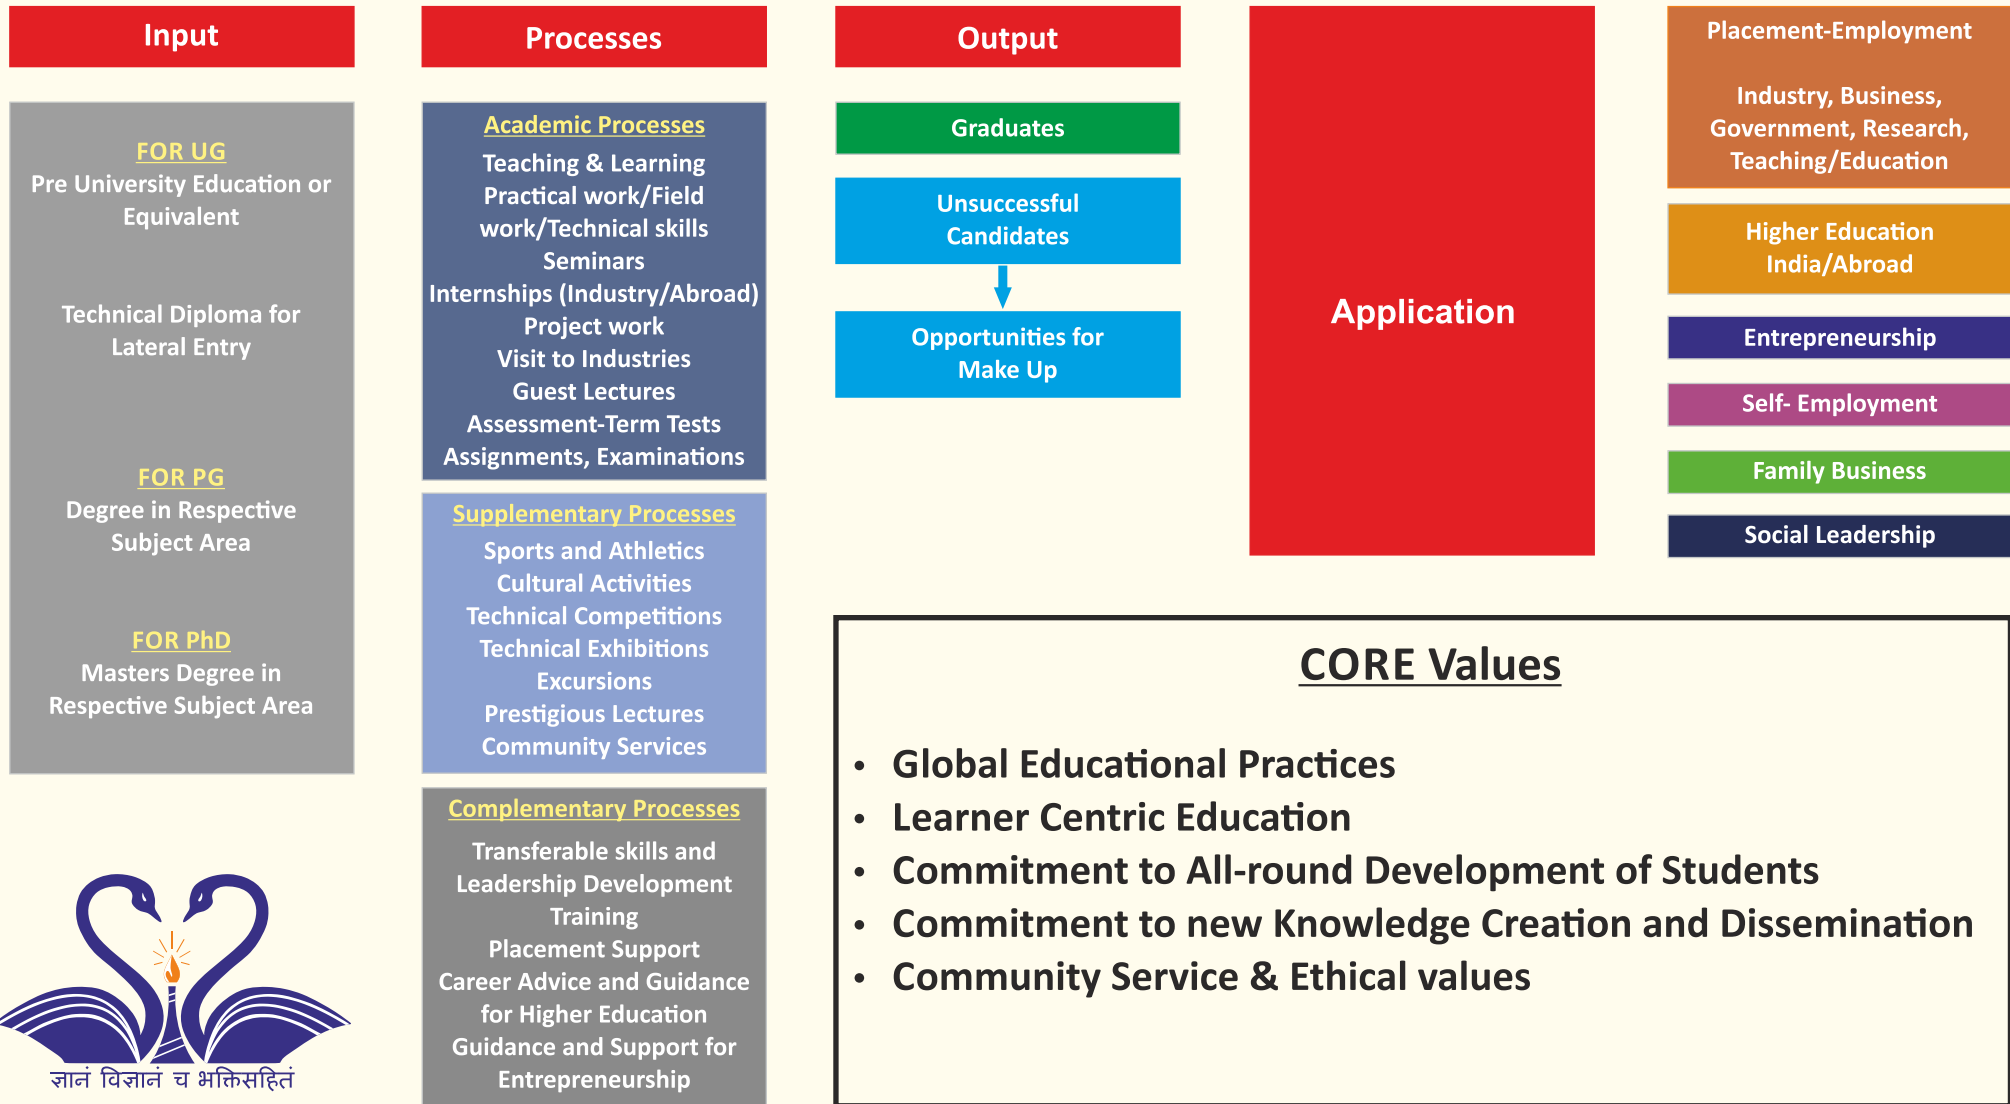 Input
FOR UG
Pre University Education or
Equivalent
Technical Diploma for
Lateral Entry
FOR PG
Degree in Respective
Subject Area
FOR PhD
Masters Degree in
Respective Subject Area
ज्ञानं विज्ञानं च भक्तिसहितं
Processes
Academic Processes
Teaching & Learning
Practical work/Field
work/Technical skills
Seminars
Internships (Industry/Abroad)
Project work
Visit to Industries
Guest Lectures
Assessment-Term Tests
Assignments, Examinations
Supplementary Processes
Sports and Athletics
Cultural Activities
Technical Competitions
Technical Exhibitions
Excursions
Prestigious Lectures
Community Services
Complementary Processes
Transferable skills and
Leadership Development
Training
Placement Support
Career Advice and Guidance
for Higher Education
Guidance and Support for
Entrepreneurship
Output
Graduates
Unsuccessful
Candidates
Opportunities for
Make Up
Application
Placement-Employment
Industry, Business,
Government, Research,
Teaching/Education
Higher Education
India/Abroad
Entrepreneurship
Self- Employment
Family Business
Social Leadership
CORE Values
• Global Educational Practices
• Learner Centric Education
• Commitment to All-round Development of Students
• Commitment to new Knowledge Creation and Dissemination
• Community Service & Ethical values